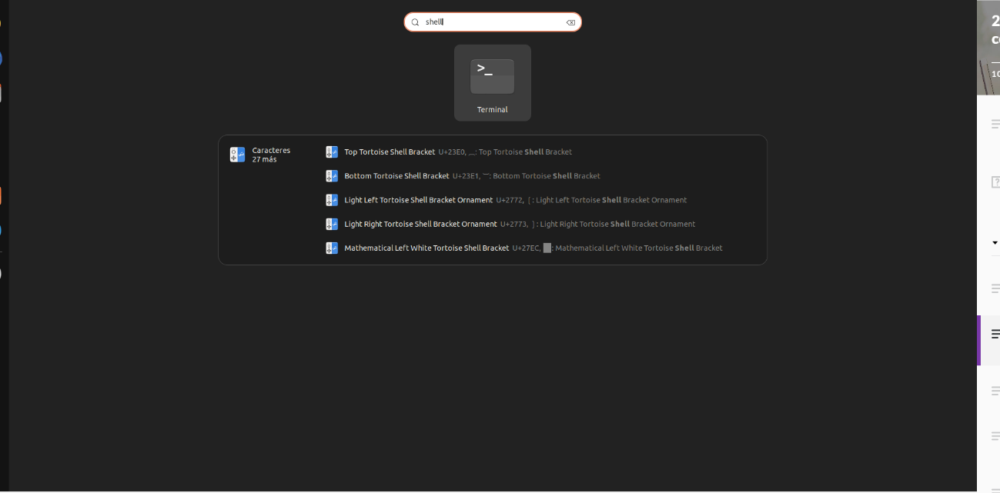 shell
>_
Terminal
Caracteres
27 más
Top Tortoise Shell Bracket U+23E0, ⏠: Top Tortoise Shell Bracket
Bottom Tortoise Shell Bracket U+23E1, ⏡: Bottom Tortoise Shell Bracket
Light Left Tortoise Shell Bracket Ornament U+2772, ❲: Light Left Tortoise Shell Bracket Ornament
Light Right Tortoise Shell Bracket Ornament U+2773, ❳: Light Right Tortoise Shell Bracket Ornament
Mathematical Left White Tortoise Shell Bracket U+27EC, : Mathematical Left White Tortoise Shell Bracket
2
10